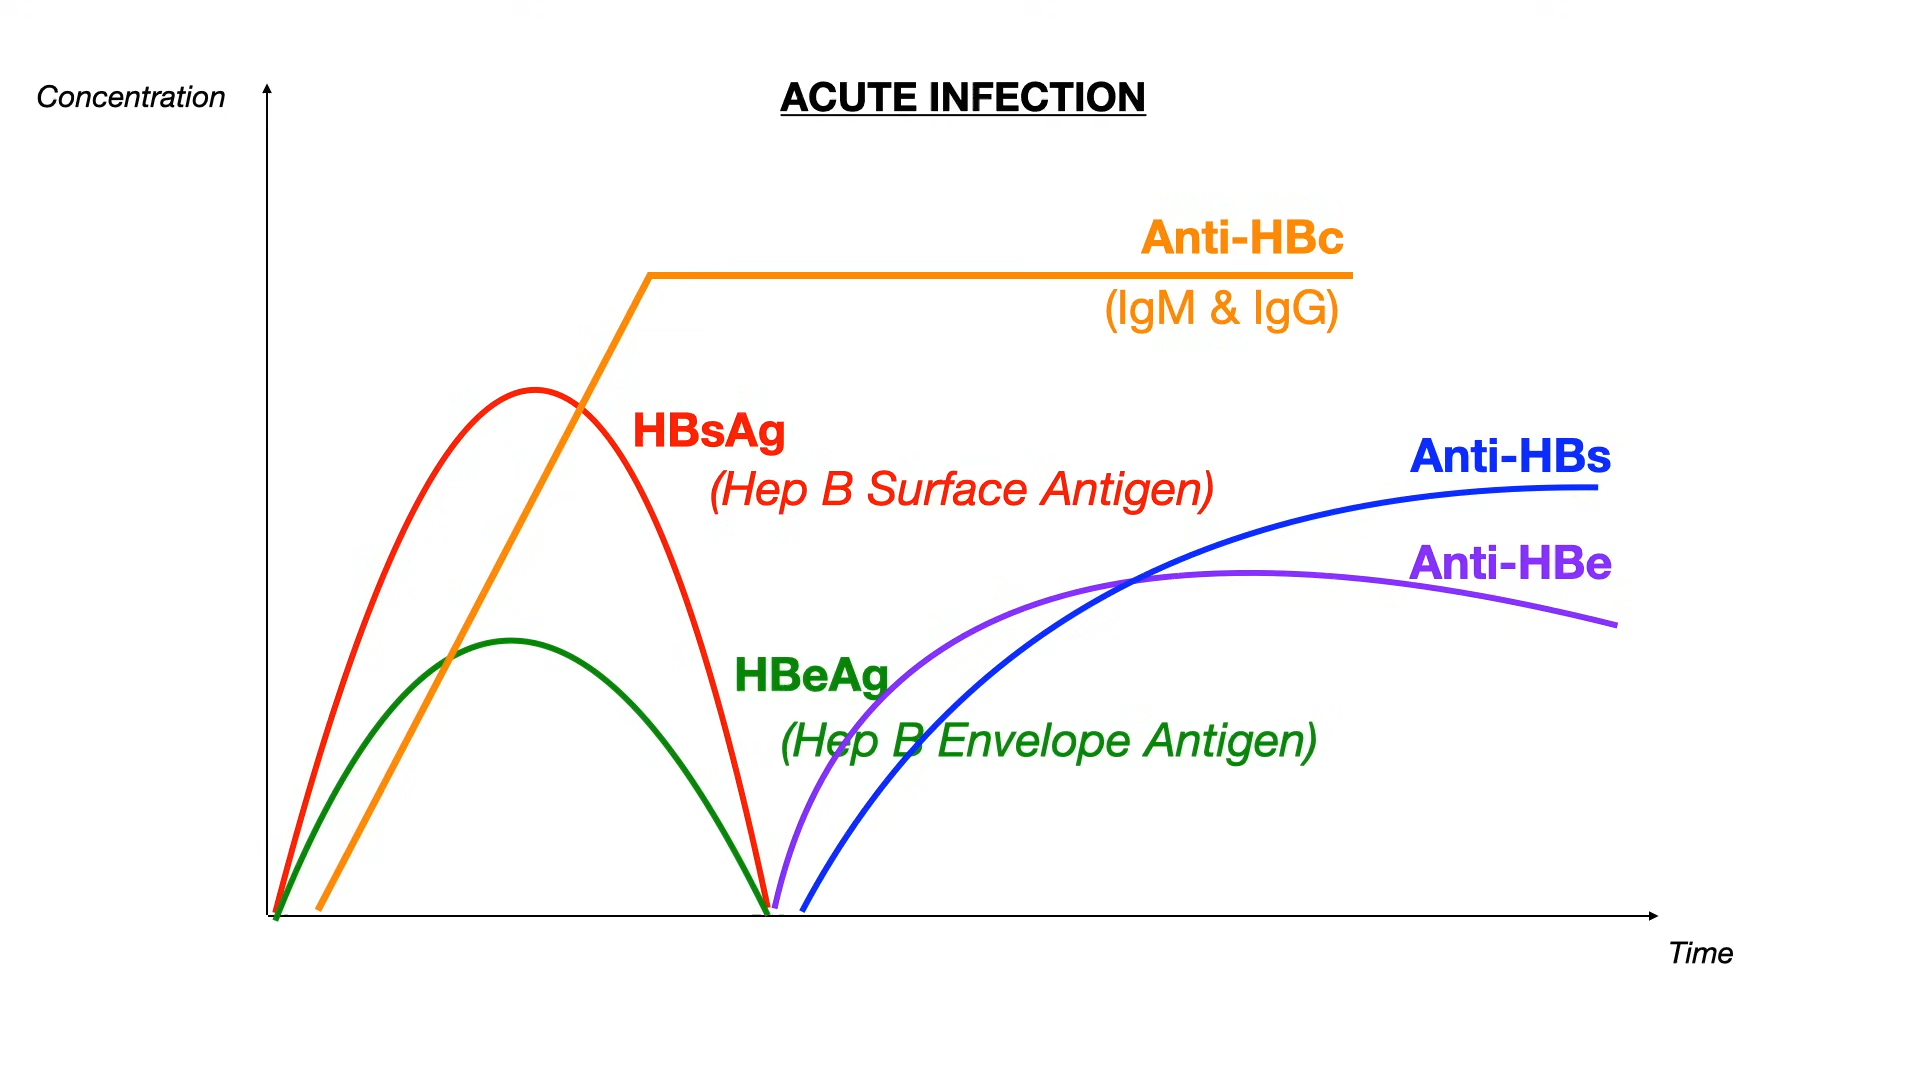 Concentration
ACUTE INFECTION
Anti-HBc
(IgM & IgG)
HBsAg
(Hep B Surface Antigen)
Anti-HBs
Anti-HBe
HBeAg
(Hep B Envelope Antigen)
Time